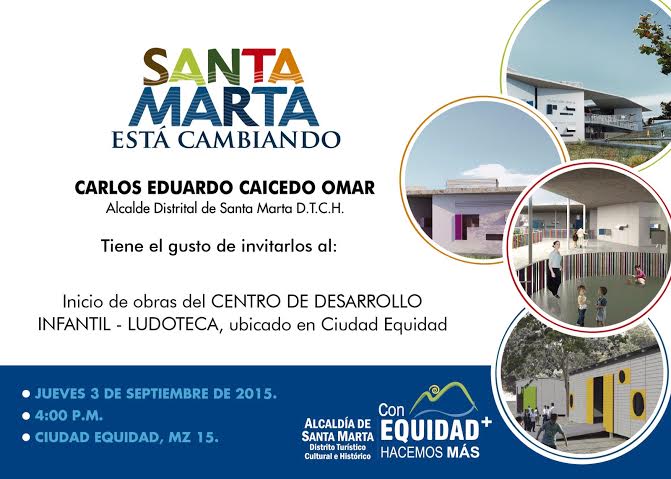 SANTA
MARTA
ESTÁ CAMBIANDO
CARLOS EDUARDO CAICEDO OMAR
Alcalde Distrital de Santa Marta D.T.C.H.
Tiene el gusto de invitarlos al:
Inicio de obras del CENTRO DE DESARROLLO
INFANTIL - LUDOTECA, ubicado en Ciudad Equidad
JUEVES 3 DE SEPTIEMBRE DE 2015.
4:00 P.M.
CIUDAD EQUIDAD, MZ 15.
ALCALDÍA DE
SANTA MARTA
Distrito Turístico
Cultural e Histórico
Con
EQUIDAD+
HACEMOS MÁS